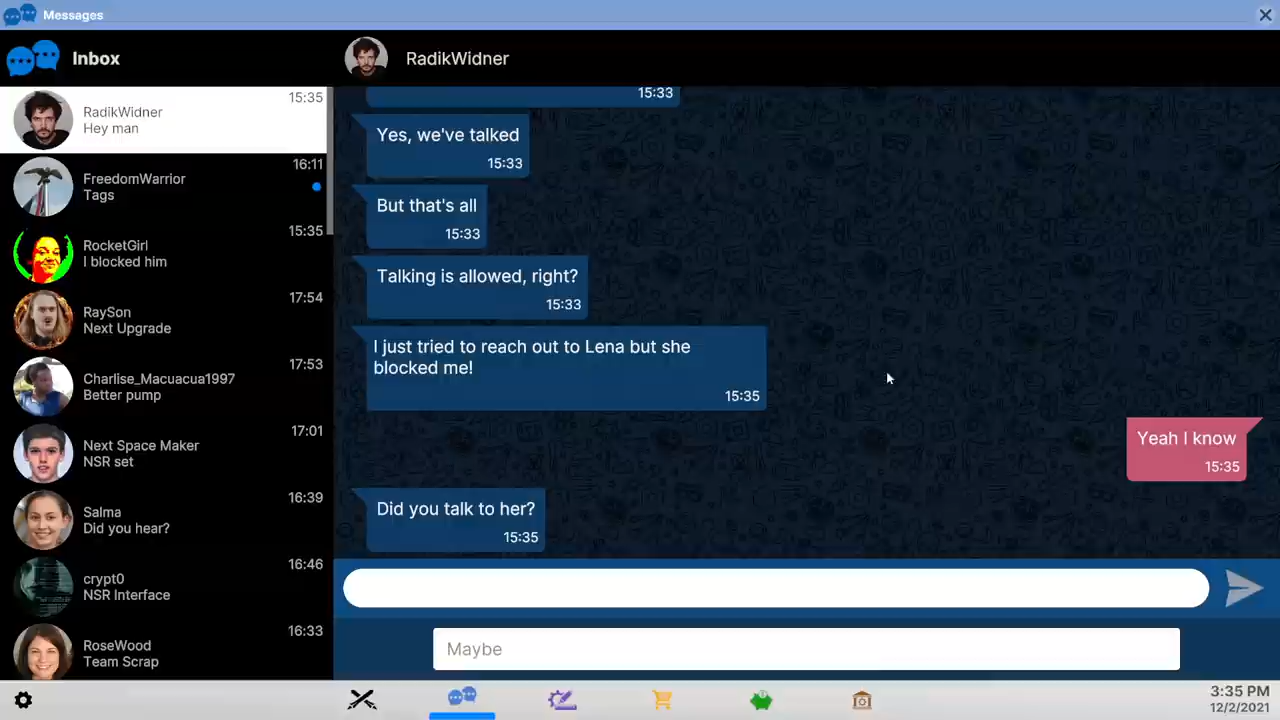 Messages
Inbox
RadikWidner
15:35
RadikWidner
Hey man
16:11
FreedomWarrior
Tags
15:35
RocketGirl
I blocked him
17:54
RaySon
Next Upgrade
17:53
Charlise_Macuacua1997
Better pump
17:01
Next Space Maker
NSR set
16:39
Salma
Did you hear?
16:46
crypt0
NSR Interface
16:33
RoseWood
Team Scrap
15:33
Yes, we've talked
15:33
But that's all
15:33
Talking is allowed, right?
15:33
I just tried to reach out to Lena but she
blocked me!
15:35
Yeah I know
15:35
Did you talk to her?
15:35
Maybe
3:35 PM
12/2/2021